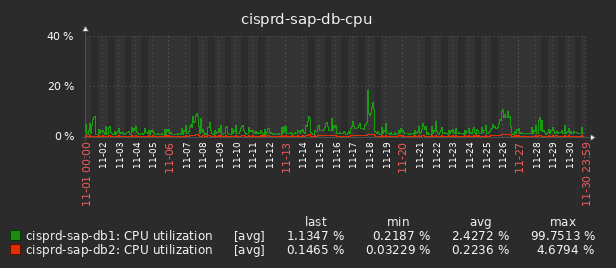 cisprd-sap-db-cpu
40 %
20 %
0 %
11-01 00:00 11-02 11-03 11-04 11-05 11-06 11-07 11-08 11-09 11-10 11-11 11-12 11-13 11-14 11-15 11-16 11-17 11-18 11-19 11-20 11-21 11-22 11-23 11-24 11-25 11-26 11-27 11-28 11-29 11-30 11-30 23:59
last min avg max
cisprd-sap-db1: CPU utilization [avg] 1.1347 % 0.2187 % 2.4272 % 99.7513 %
cisprd-sap-db2: CPU utilization [avg] 0.1465 % 0.03229 % 0.2236 % 4.6794 %